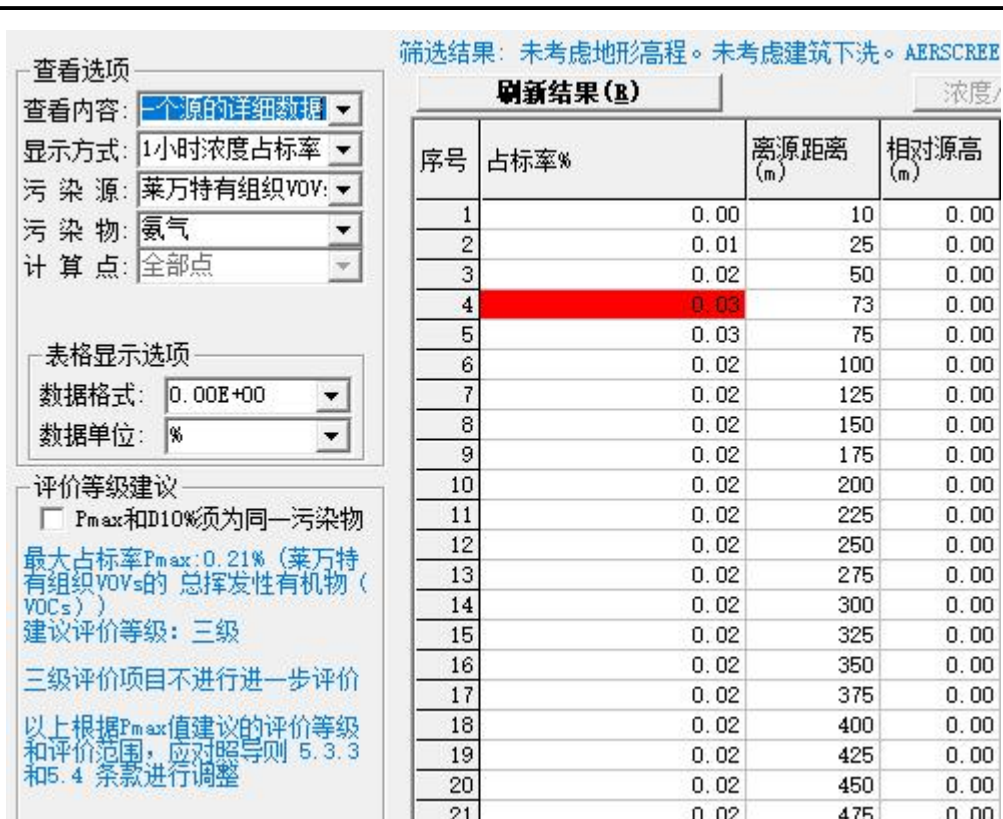 筛选结果: 未考虑地形高程。未考虑建筑下洗。AERSCREE
查看选项
查看内容: 一个源的详细数据
显示方式: 1小时浓度占标率
污 染 源: 莱万特有组织VOV:
污 染 物: 氨气
计 算 点: 全部点
表格显示选项
数据格式: 0.00E+00
数据单位: %
评价等级建议
Pmax和D10%须为同一污染物
最大占标率Pmax:0.21% (莱万特
有组织VOVs的 总挥发性有机物 (
VOCs) )
建议评价等级: 三级
三级评价项目不进行进一步评价
以上根据Pmax值建议的评价等级
和评价范围, 应对照导则 5.3.3
和5.4 条款进行调整
刷新结果(R)
浓度/
序号 占标率% 离源距离(m) 相对源高(m)
1 0.00 10 0.00
2 0.01 25 0.00
3 0.02 50 0.00
4 0.03 73 0.00
5 0.03 75 0.00
6 0.02 100 0.00
7 0.02 125 0.00
8 0.02 150 0.00
9 0.02 175 0.00
10 0.02 200 0.00
11 0.02 225 0.00
12 0.02 250 0.00
13 0.02 275 0.00
14 0.02 300 0.00
15 0.02 325 0.00
16 0.02 350 0.00
17 0.02 375 0.00
18 0.02 400 0.00
19 0.02 425 0.00
20 0.02 450 0.00
21 0.02 475 0.00